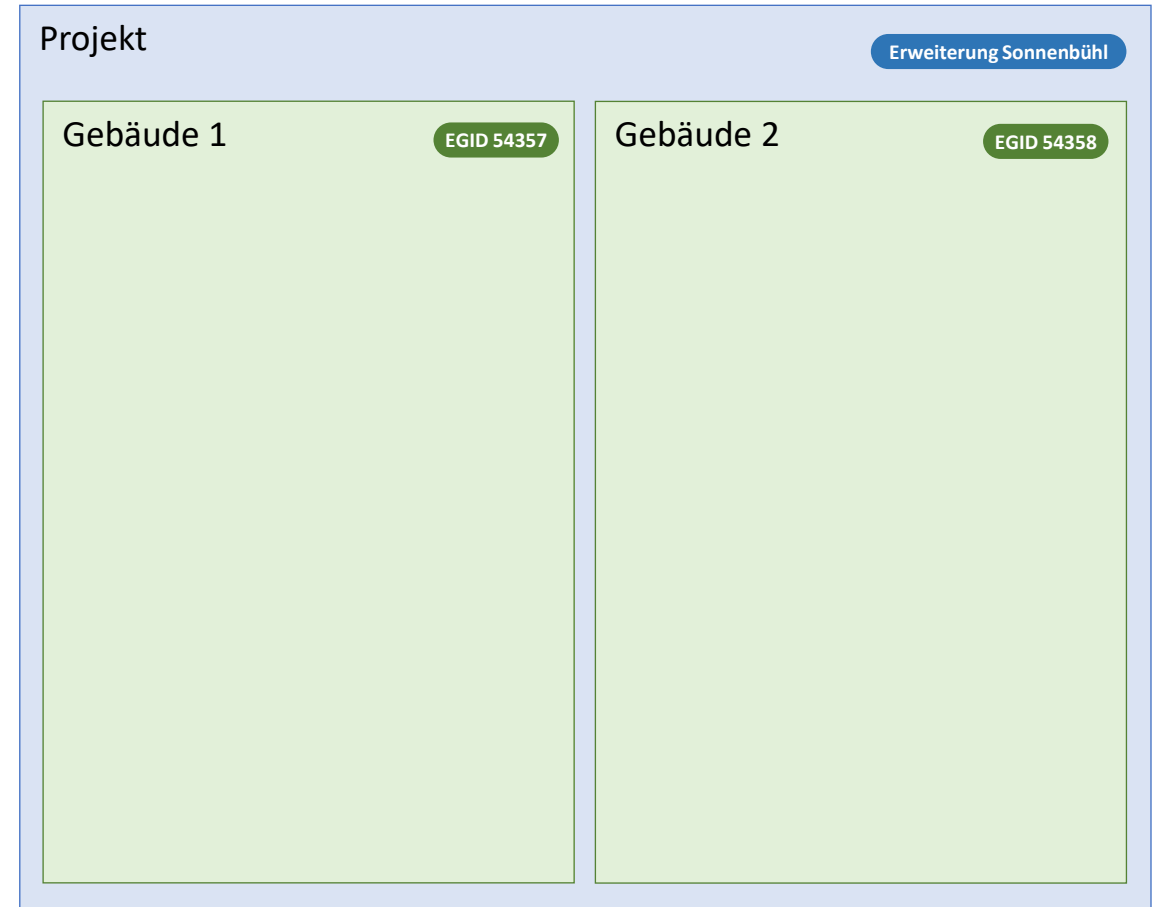 Projekt
Erweiterung Sonnenbühl
Gebäude 1
EGID 54357
Gebäude 2
EGID 54358